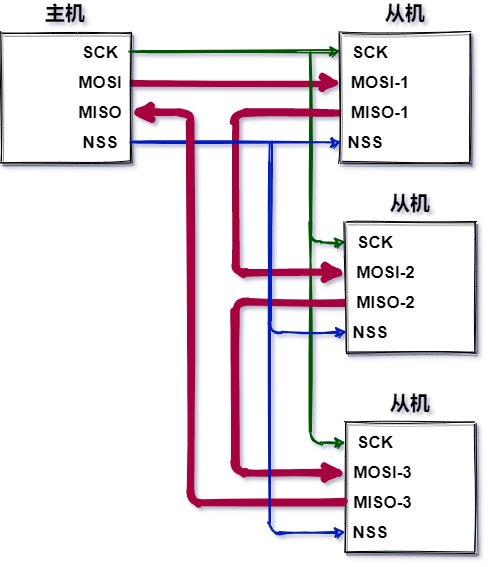 主机
SCK
MOSI
MISO
NSS
从机
SCK
MOSI-1
MISO-1
NSS
从机
SCK
MOSI-2
MISO-2
NSS
从机
SCK
MOSI-3
MISO-3
NSS